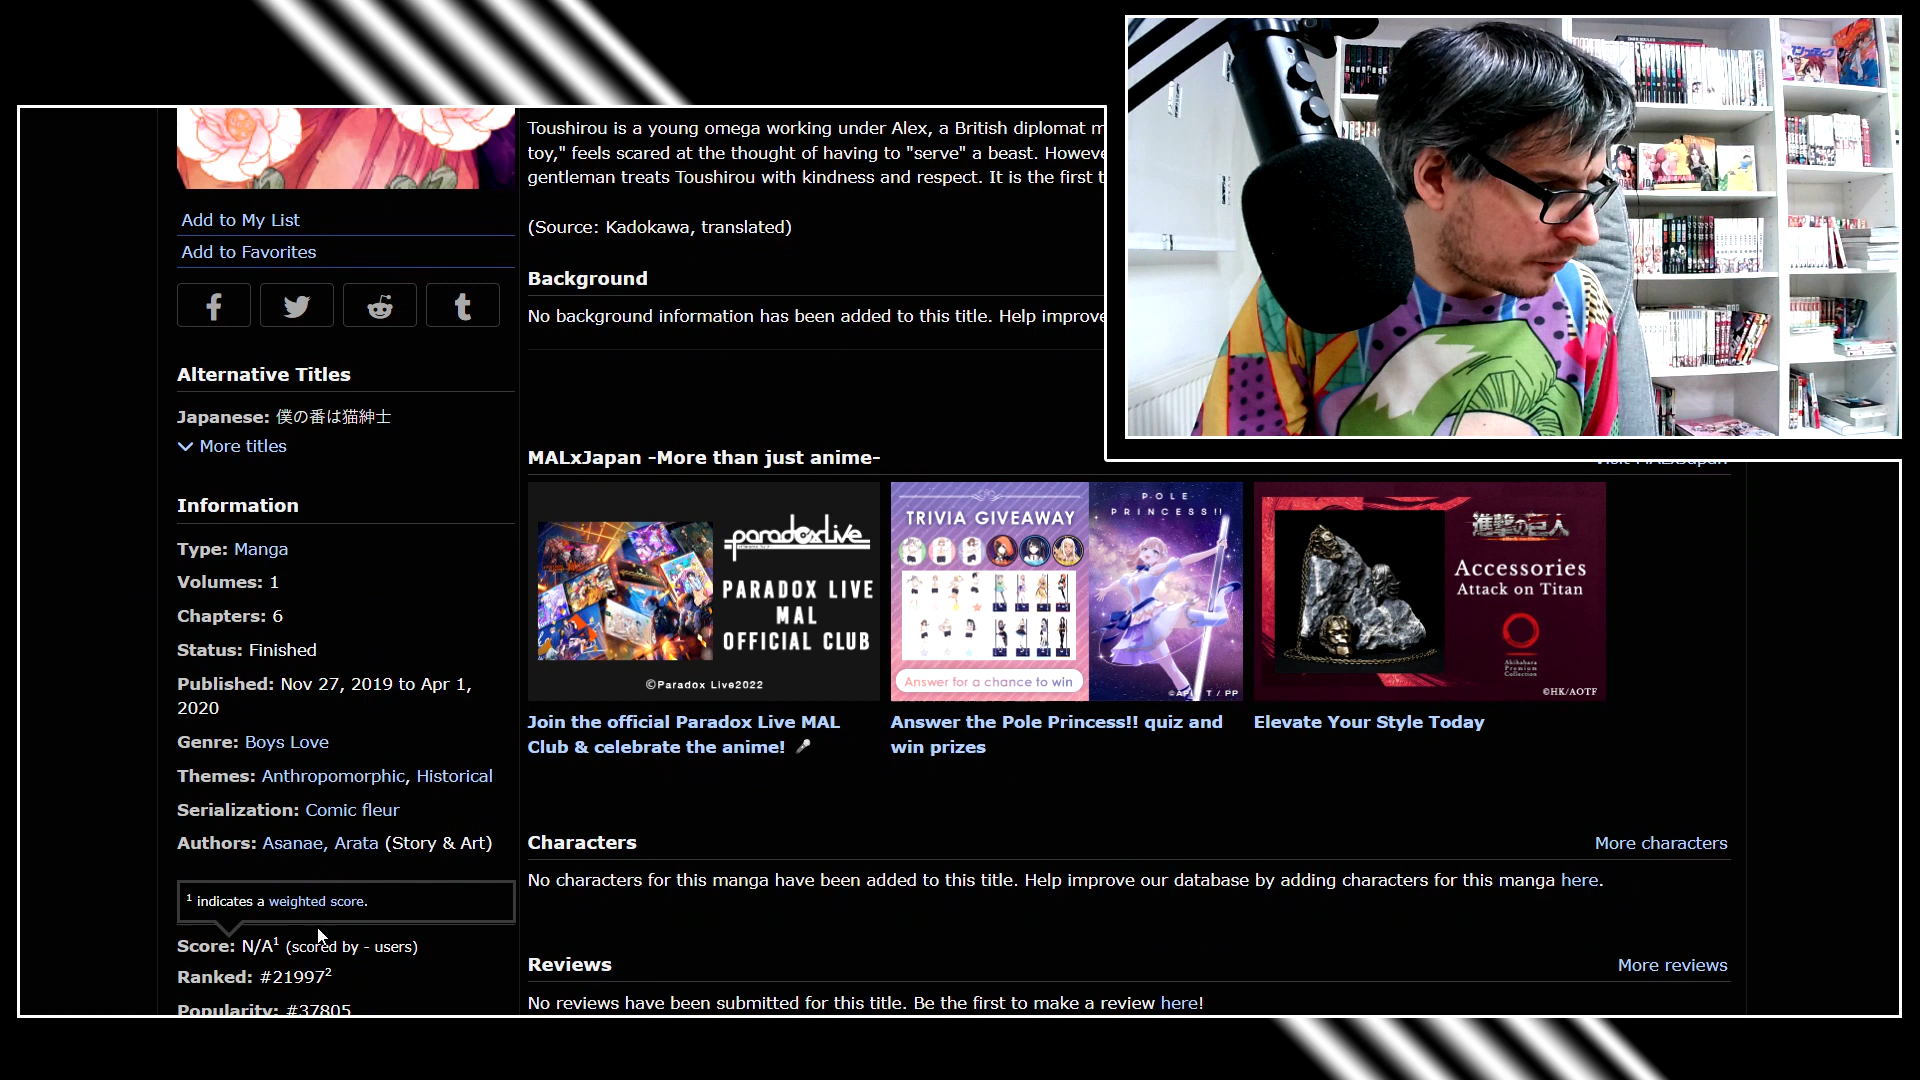 Toushirou is a young omega working under Alex, a British diplomat m
toy," feels scared at the thought of having to "serve" a beast. Howeve
gentleman treats Toushirou with kindness and respect. It is the first t
(Source: Kadokawa, translated)
Add to My List
Add to Favorites
Background
No background information has been added to this title. Help improve
Alternative Titles
Japanese: 僕の番は猫紳士
More titles
Information
Type: Manga
Volumes: 1
Chapters: 6
Status: Finished
Published: Nov 27, 2019 to Apr 1,
2020
Genre: Boys Love
Themes: Anthropomorphic, Historical
Serialization: Comic fleur
Authors: Asanae, Arata (Story & Art)
1 indicates a weighted score.
Score: N/A1 (scored by - users)
Ranked: #219972
Popularity: #37805
MALxJapan -More than just anime-
Visit MALxJapan
paradoxLive
PARADOX LIVE
MAL
OFFICIAL CLUB
©Paradox Live2022
Join the official Paradox Live MAL
Club & celebrate the anime!
TRIVIA GIVEAWAY
Answer for a chance to win
POLE
PRINCESS!!
T / PP
Answer the Pole Princess!! quiz and
win prizes
進撃の巨人
Accessories
Attack on Titan
Akihabara
Premium
Collection
©HK/AOTF
Elevate Your Style Today
Characters
More characters
No characters for this manga have been added to this title. Help improve our database by adding characters for this manga here.
Reviews
More reviews
No reviews have been submitted for this title. Be the first to make a review here!